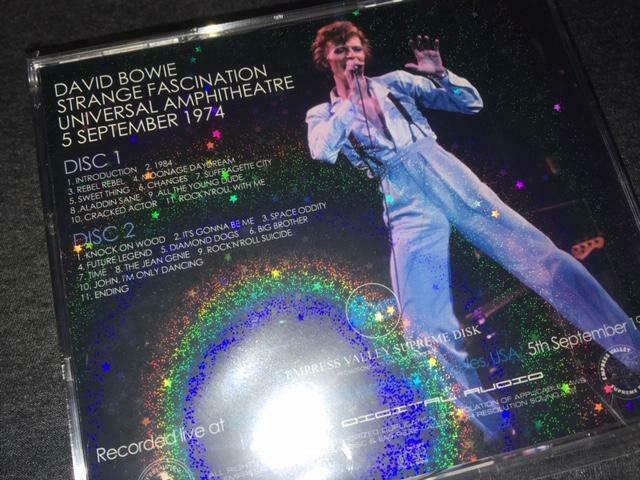 DAVID BOWIE
STRANGE FASCINATION
UNIVERSAL AMPHITHEATRE
5 SEPTEMBER 1974
DISC 1
1. INTRODUCTION 2. 1984
3. REBEL REBEL 4. MOONAGE DAYDREAM
5. SWEET THING 6. CHANGES 7. SUFFRAGETTE CITY
8. ALADDIN SANE 9. ALL THE YOUNG DUDE
10. CRACKED ACTOR 11. ROCK'N'ROLL WITH ME
DISC 2
1. KNOCK ON WOOD 2. IT'S GONNA BE ME 3. SPACE ODDITY
4. FUTURE LEGEND 5. DIAMOND DOGS 6. BIG BROTHER
7. TIME 8. THE JEAN GENIE 9. ROCK'N'ROLL SUICIDE
10. JOHN, I'M ONLY DANCING
11. ENDING
EMPRESS VALLEY SUPREME DISK
Recorded live at USA, 5th September 19
DIGITAL AUDIO